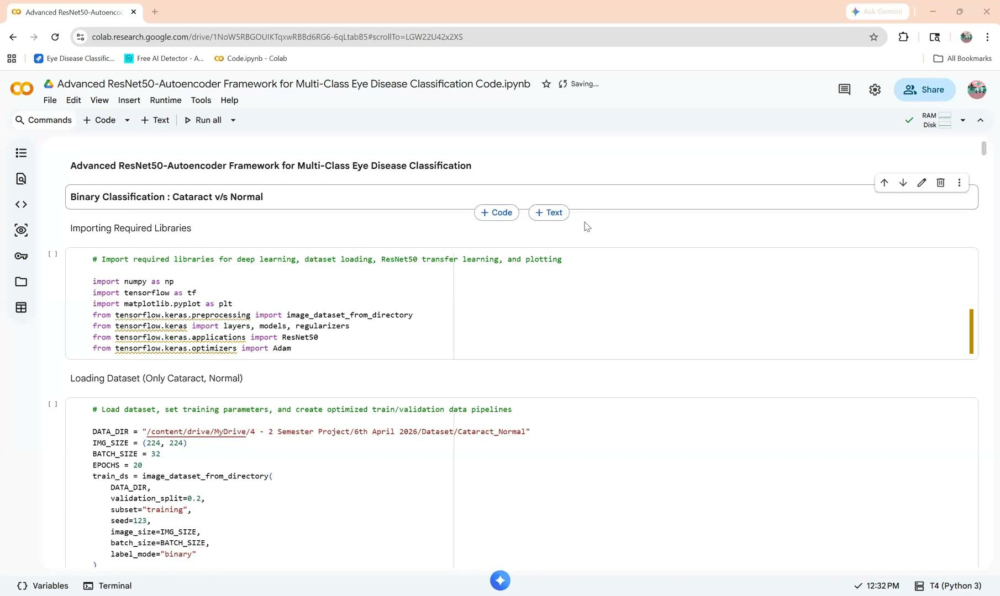 Advanced ResNet50-Autoenco
Ask Gemini
colab.research.google.com/drive/1NoW5RBGOUIKTqxwRBBd6RG6-6qLtabB5#scrollTo=LGW22U42x2XS
Eye Disease Classific...
Free AI Detector - A...
Code.ipynb - Colab
All Bookmarks
Advanced ResNet50-Autoencoder Framework for Multi-Class Eye Disease Classification Code.ipynb
Saving...
Share
File Edit View Insert Runtime Tools Help
Commands + Code + Text Run all
RAM
Disk
Advanced ResNet50-Autoencoder Framework for Multi-Class Eye Disease Classification
Binary Classification : Cataract v/s Normal
+ Code + Text
Importing Required Libraries
[ ]
# Import required libraries for deep learning, dataset loading, ResNet50 transfer learning, and plotting
import numpy as np
import tensorflow as tf
import matplotlib.pyplot as plt
from tensorflow.keras.preprocessing import image_dataset_from_directory
from tensorflow.keras import layers, models, regularizers
from tensorflow.keras.applications import ResNet50
from tensorflow.keras.optimizers import Adam
Loading Dataset (Only Cataract, Normal)
[ ]
# Load dataset, set training parameters, and create optimized train/validation data pipelines
DATA_DIR = "/content/drive/MyDrive/4 - 2 Semester Project/6th April 2026/Dataset/Cataract_Normal"
IMG_SIZE = (224, 224)
BATCH_SIZE = 32
EPOCHS = 20
train_ds = image_dataset_from_directory(
DATA_DIR,
validation_split=0.2,
subset="training",
seed=123,
image_size=IMG_SIZE,
batch_size=BATCH_SIZE,
label_mode="binary"
)
Variables
Terminal
12:32 PM
T4 (Python 3)